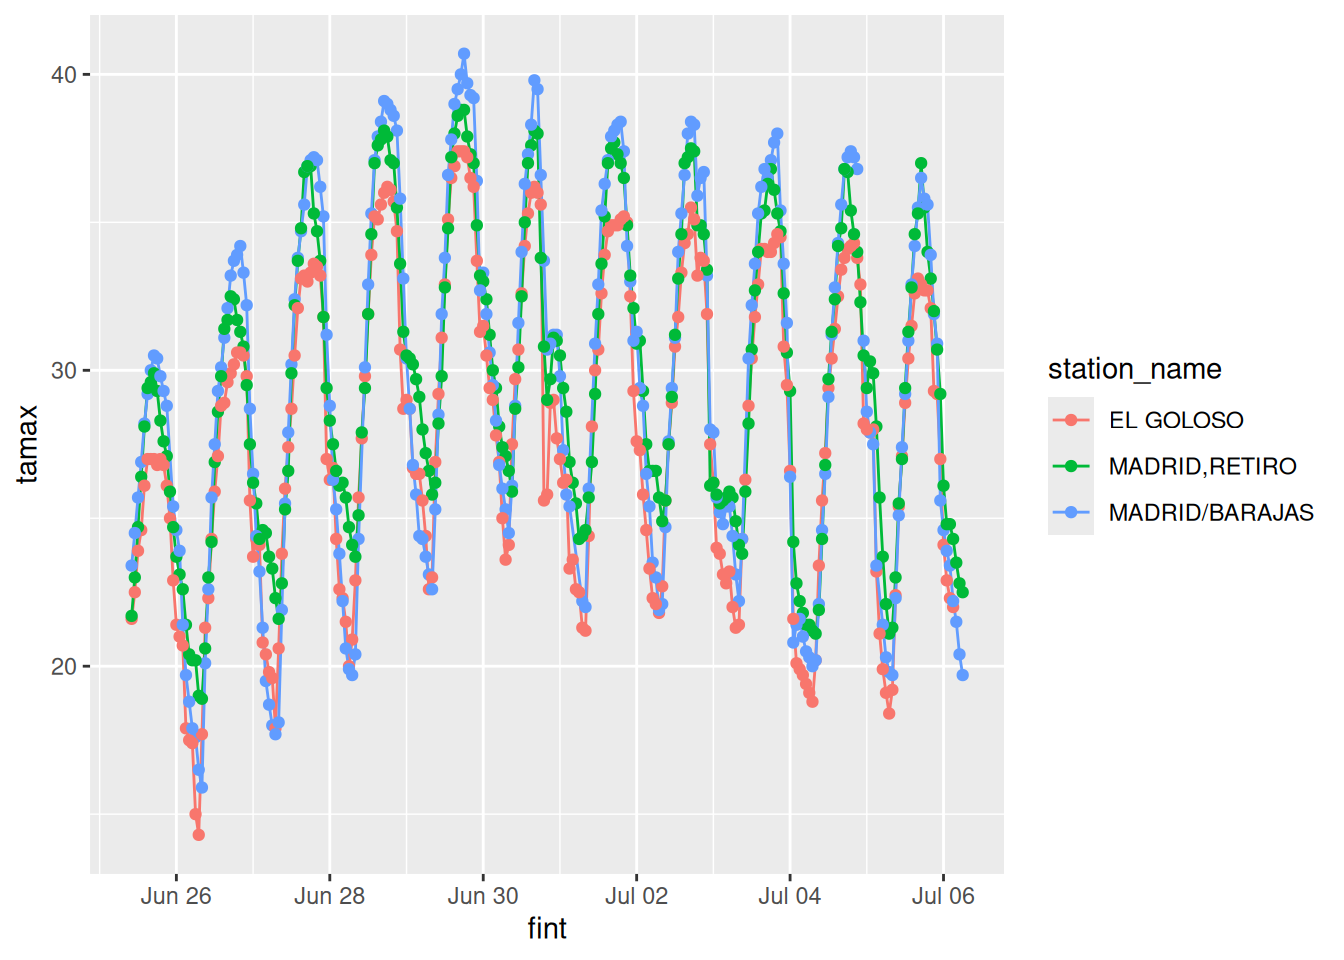 40
30
20
tamax
Jun 26
Jun 28
Jun 30
Jul 02
Jul 04
Jul 06
fint
station_name
EL GOLOSO
MADRID,RETIRO
MADRID/BARAJAS